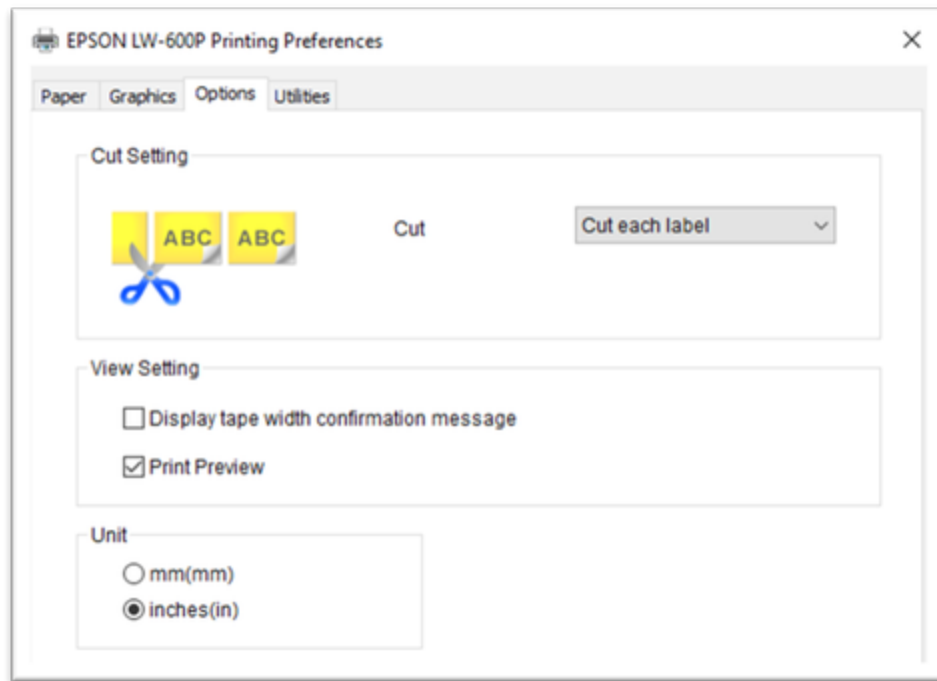 EPSON LW-600P Printing Preferences
Paper Graphics Options Utilities
Cut Setting
ABC ABC
Cut Cut each label
View Setting
Display tape width confirmation message
Print Preview
Unit
mm(mm)
inches(in)